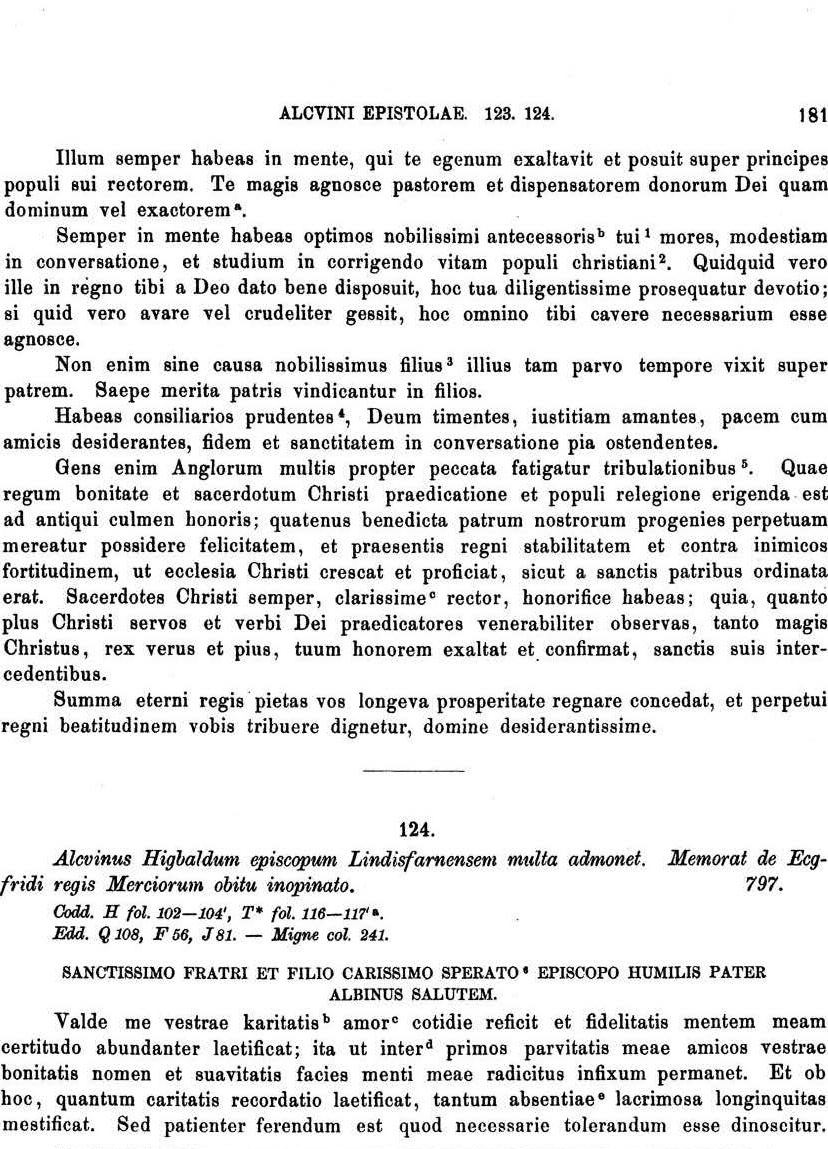 ALCVINI EPISTOLAE. 123. 124. 181
Illum semper habeas in mente, qui te egenum exaltavit et posuit super principes
populi sui rectorem. Te magis agnosce pastorem et dispensatorem donorum Dei quam
dominum vel exactorem ᵃ.
Semper in mente habeas optimos nobilissimi antecessoris ᵇ tui ¹ mores, modestiam
in conversatione, et studium in corrigendo vitam populi christiani ². Quidquid vero
ille in regno tibi a Deo dato bene disposuit, hoc tua diligentissime prosequatur devotio;
si quid vero avare vel crudeliter gessit, hoc omnino tibi cavere necessarium esse
agnosce.
Non enim sine causa nobilissimus filius ³ illius tam parvo tempore vixit super
patrem. Saepe merita patris vindicantur in filios.
Habeas consiliarios prudentes ⁴, Deum timentes, iustitiam amantes, pacem cum
amicis desiderantes, fidem et sanctitatem in conversatione pia ostendentes.
Gens enim Anglorum multis propter peccata fatigatur tribulationibus ⁵. Quae
regum bonitate et sacerdotum Christi praedicatione et populi relegione erigenda est
ad antiqui culmen honoris; quatenus benedicta patrum nostrorum progenies perpetuam
mereatur possidere felicitatem, et praesentis regni stabilitatem et contra inimicos
fortitudinem, ut ecclesia Christi crescat et proficiat, sicut a sanctis patribus ordinata
erat. Sacerdotes Christi semper, clarissime ᶜ rector, honorifice habeas; quia, quanto
plus Christi servos et verbi Dei praedicatores venerabiliter observas, tanto magis
Christus, rex verus et pius, tuum honorem exaltat et confirmat, sanctis suis inter-
cedentibus.
Summa eterni regis pietas vos longeva prosperitate regnare concedat, et perpetui
regni beatitudinem vobis tribuere dignetur, domine desiderantissime.
124.
Alcvinus Higbaldum episcopum Lindisfarnensem multa admonet. Memorat de Ecg-
fridi regis Merciorum obitu inopinato. 797.
Codd. H fol. 102—104', T* fol. 116—117' ᵃ.
Edd. Q 108, F 56, J 81. — Migne col. 241.
SANCTISSIMO FRATRI ET FILIO CARISSIMO SPERATO ⁶ EPISCOPO HUMILIS PATER
ALBINUS SALUTEM.
Valde me vestrae karitatis ᵇ amor ᶜ cotidie reficit et fidelitatis mentem meam
certitudo abundanter laetificat; ita ut inter ᵈ primos parvitatis meae amicos vestrae
bonitatis nomen et suavitatis facies menti meae radicitus infixum permanet. Et ob
hoc, quantum caritatis recordatio laetificat, tantum absentiae ᵉ lacrimosa longinquitas
mestificat. Sed patienter ferendum est quod necessarie tolerandum esse dinoscitur.